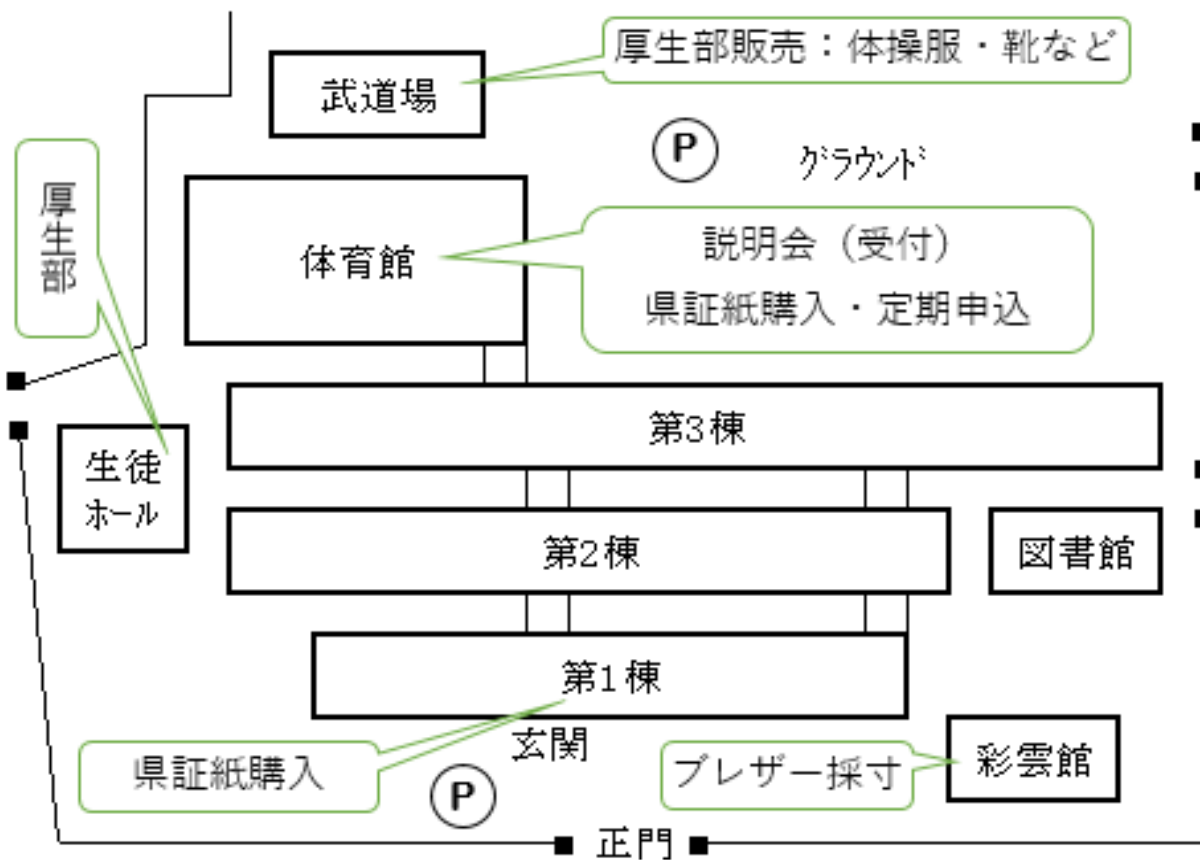 厚生部販売：体操服・靴など
武道場
P
ｸﾞﾗｳﾝﾄﾞ
厚生部
体育館
説明会（受付）
県証紙購入・定期申込
第3棟
生徒
ﾎｰﾙ
第2棟
図書館
第1棟
玄関
県証紙購入
P
ブレザー採寸
彩雲館
正門